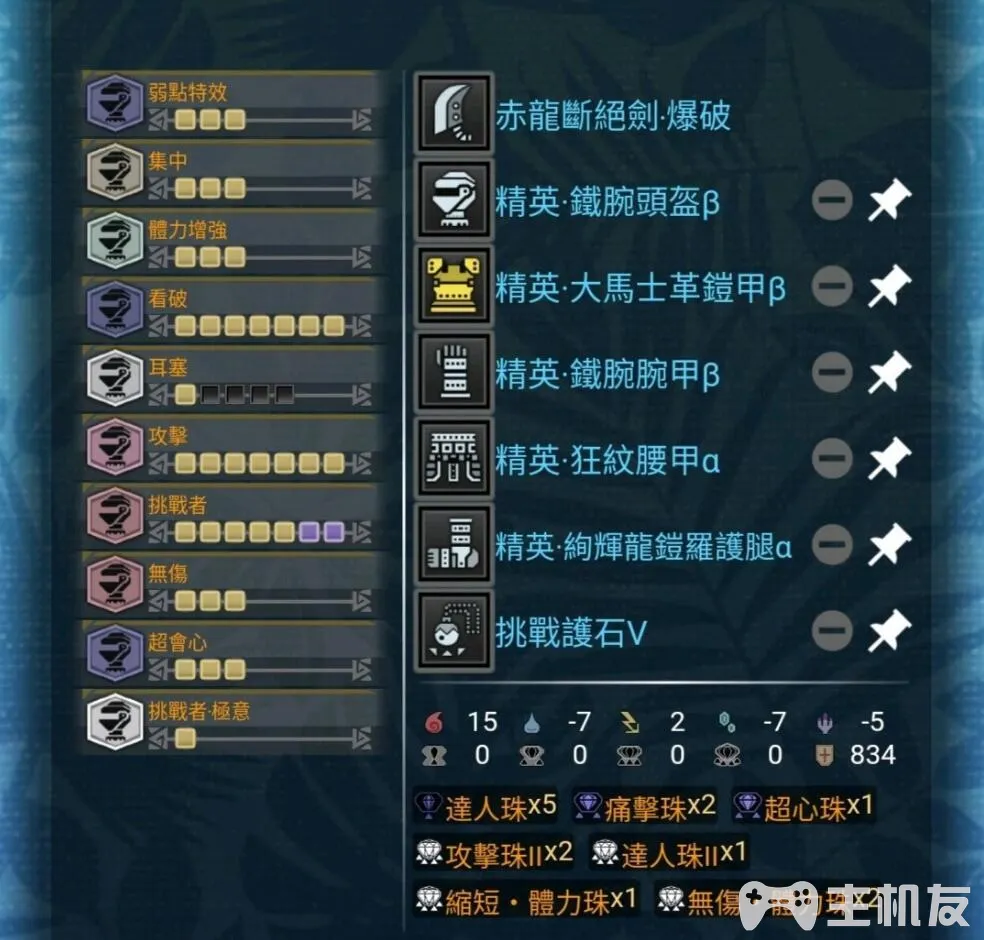 弱點特效
集中
體力增強
看破
耳塞
攻擊
挑戰者
無傷
超會心
挑戰者·極意
赤龍斷絕劍·爆破
精英·鐵腕頭盔β
精英·大馬士革鎧甲β
精英·鐵腕腕甲β
精英·狂紋腰甲α
精英·絢輝龍鎧羅護腿α
挑戰護石V
15 -7 2 -7 -5
0 0 0 0 834
達人珠x5 痛擊珠x2 超心珠x1
攻擊珠IIx2 達人珠IIx1
縮短·體力珠x1 無傷·體力珠x2
主机友